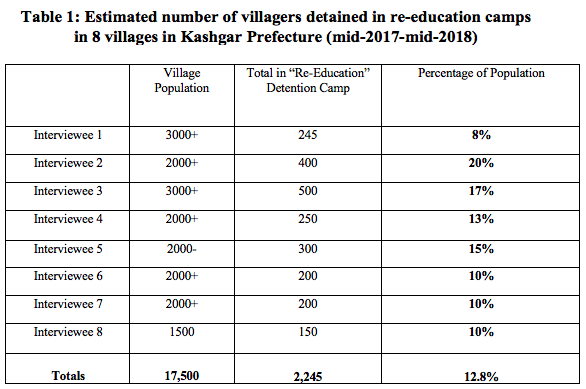 Table 1: Estimated number of villagers detained in re-education camps
in 8 villages in Kashgar Prefecture (mid-2017-mid-2018)
Village Population Total in “Re-Education” Detention Camp Percentage of Population
Interviewee 1 3000+ 245 8%
Interviewee 2 2000+ 400 20%
Interviewee 3 3000+ 500 17%
Interviewee 4 2000+ 250 13%
Interviewee 5 2000- 300 15%
Interviewee 6 2000+ 200 10%
Interviewee 7 2000+ 200 10%
Interviewee 8 1500 150 10%
Totals 17,500 2,245 12.8%